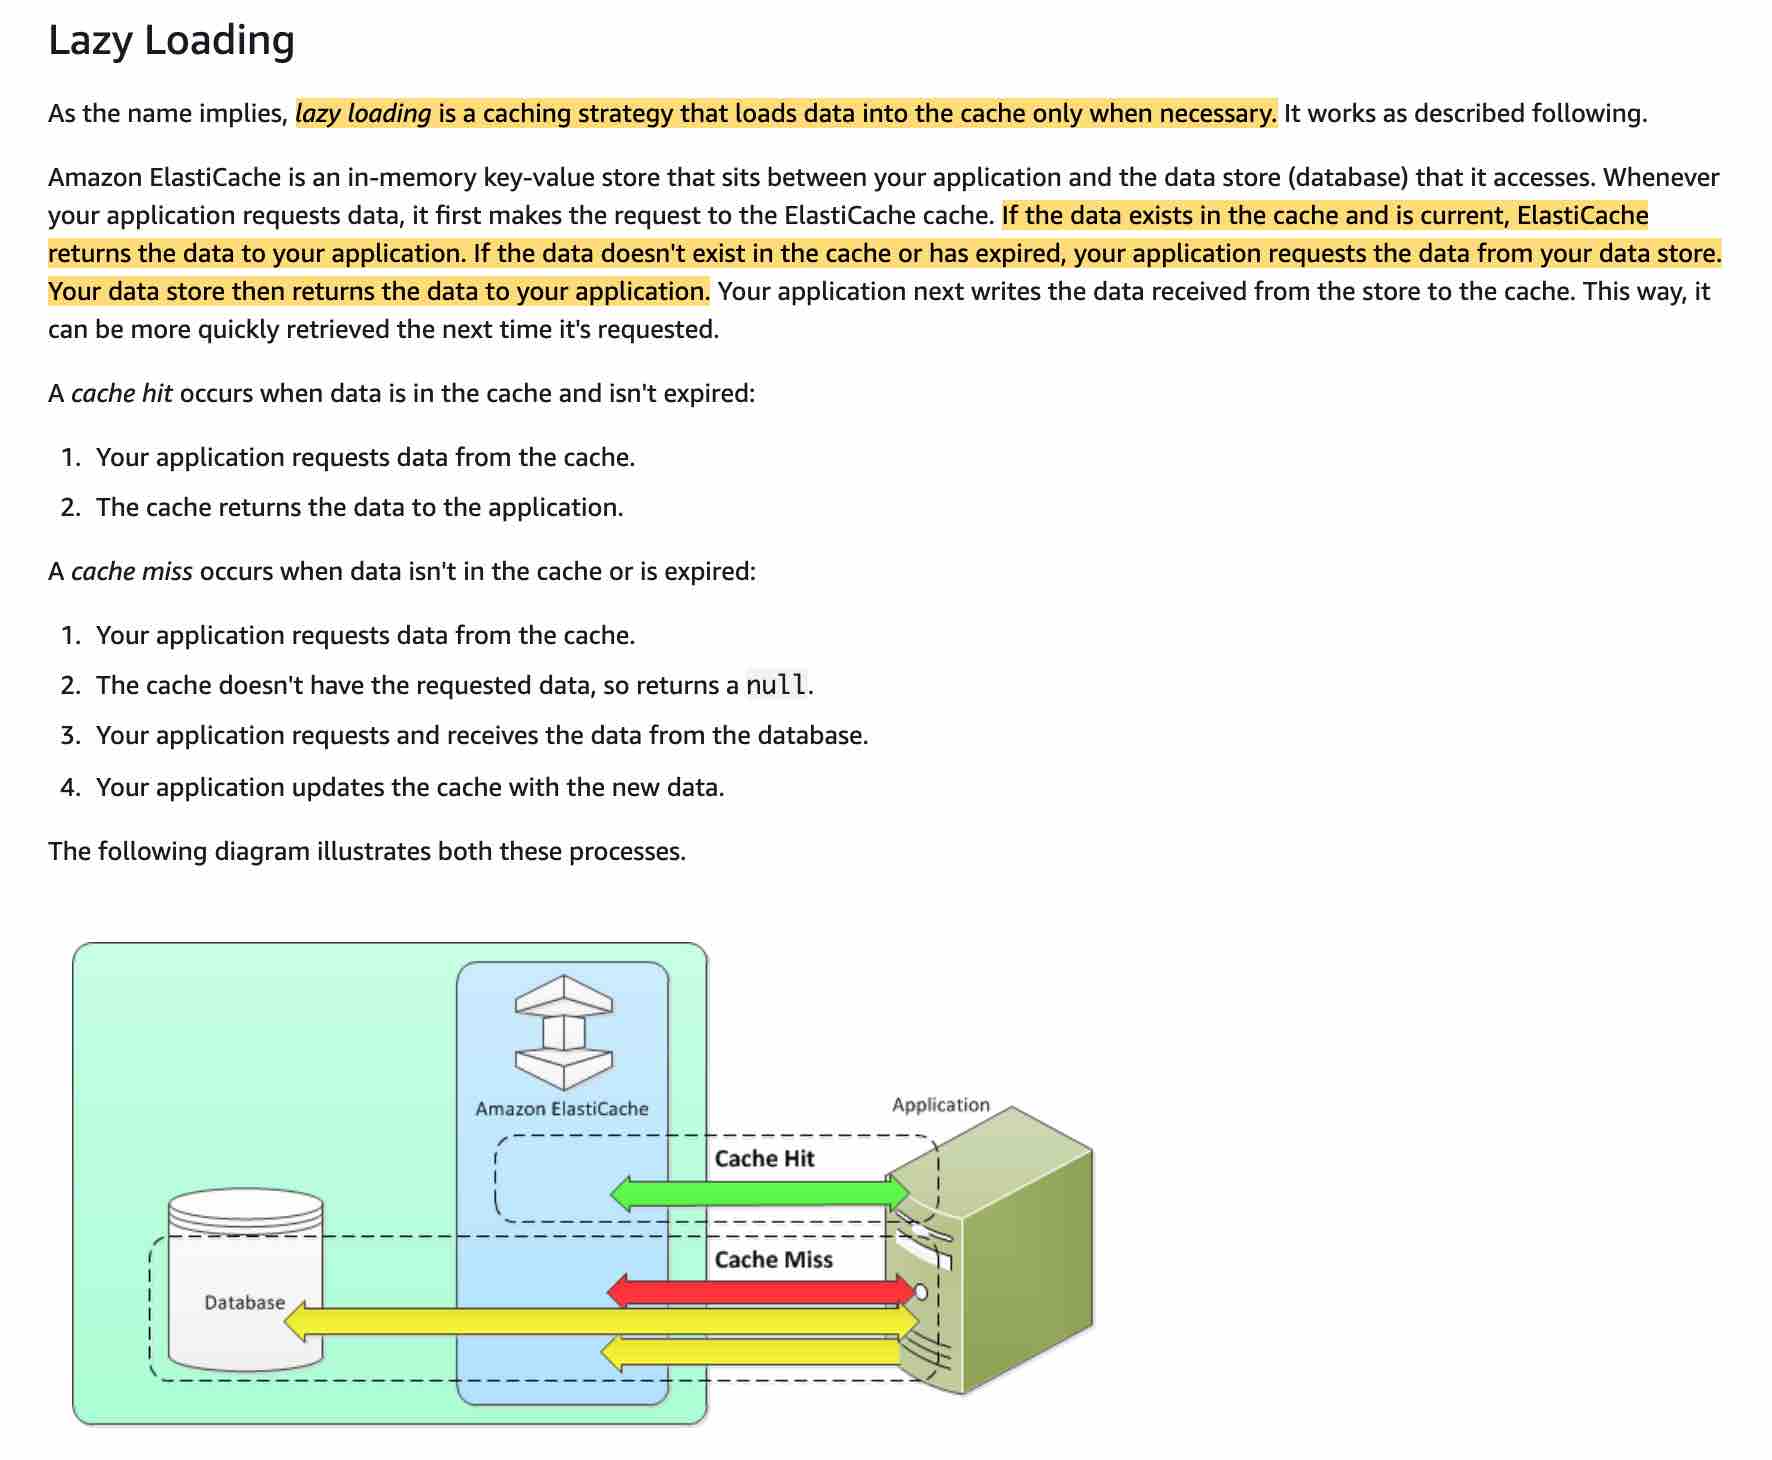 Lazy Loading
As the name implies, lazy loading is a caching strategy that loads data into the cache only when necessary. It works as described following.
Amazon ElastiCache is an in-memory key-value store that sits between your application and the data store (database) that it accesses. Whenever
your application requests data, it first makes the request to the ElastiCache cache. If the data exists in the cache and is current, ElastiCache
returns the data to your application. If the data doesn't exist in the cache or has expired, your application requests the data from your data store.
Your data store then returns the data to your application. Your application next writes the data received from the store to the cache. This way, it
can be more quickly retrieved the next time it's requested.
A cache hit occurs when data is in the cache and isn't expired:
1. Your application requests data from the cache.
2. The cache returns the data to the application.
A cache miss occurs when data isn't in the cache or is expired:
1. Your application requests data from the cache.
2. The cache doesn't have the requested data, so returns a null.
3. Your application requests and receives the data from the database.
4. Your application updates the cache with the new data.
The following diagram illustrates both these processes.
Amazon ElastiCache
Application
Cache Hit
Cache Miss
Database